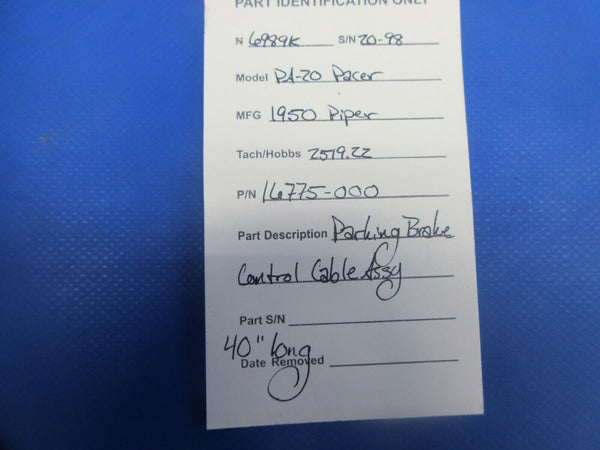 PART IDENTIFICATION ONLY
N 6989K S/N 20-98
Model PA-20 Pacer
MFG 1950 Piper
Tach/Hobbs 2519.22
P/N 16775-000
Part Description Parking Brake
Control Cable Assy
Part S/N
40" long
Date Removed